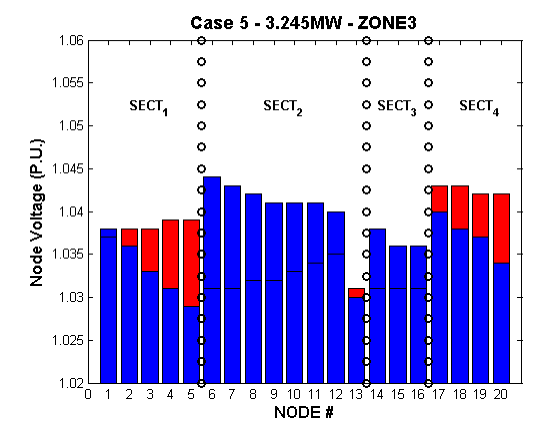 Case 5 - 3.245MW - ZONE3
1.06
1.055
1.05
1.045
1.04
1.035
1.03
1.025
1.02
Node Voltage (P.U.)
SECT1
SECT2
SECT3
SECT4
0 1 2 3 4 5 6 7 8 9 10 11 12 13 14 15 16 17 18 19 20
NODE #